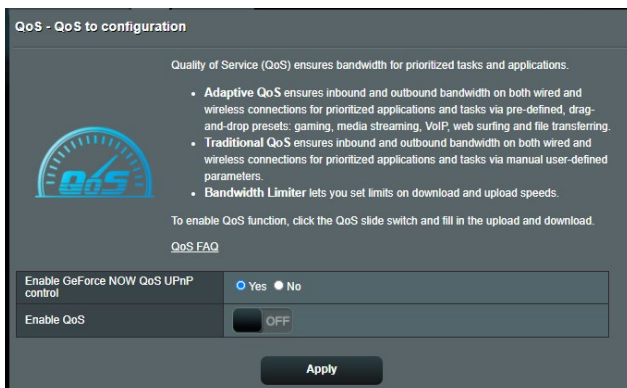 QoS - QoS to configuration
Quality of Service (QoS) ensures bandwidth for prioritized tasks and applications.
• Adaptive QoS ensures inbound and outbound bandwidth on both wired and
wireless connections for prioritized applications and tasks via pre-defined, drag-
and-drop presets: gaming, media streaming, VoIP, web surfing and file transferring.
• Traditional QoS ensures inbound and outbound bandwidth on both wired and
wireless connections for prioritized applications and tasks via manual user-defined
parameters.
• Bandwidth Limiter lets you set limits on download and upload speeds.
QoS
To enable QoS function, click the QoS slide switch and fill in the upload and download.
QoS FAQ
Enable GeForce NOW QoS UPnP
control
Yes No
Enable QoS
OFF
Apply